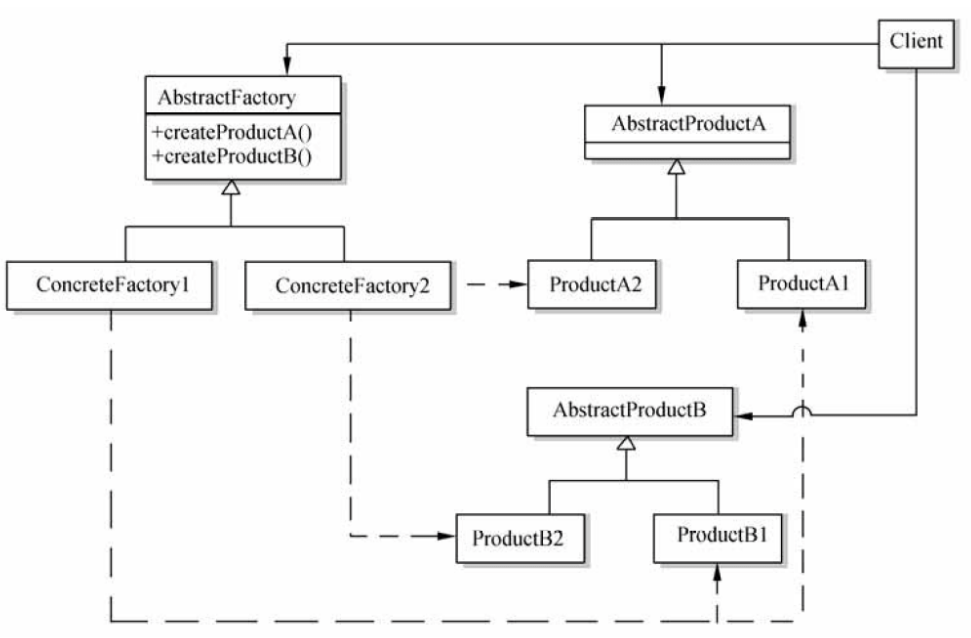 Client
AbstractFactory
+createProductA()
+createProductB()
AbstractProductA
ConcreteFactory1
ConcreteFactory2
ProductA2
ProductA1
AbstractProductB
ProductB2
ProductB1